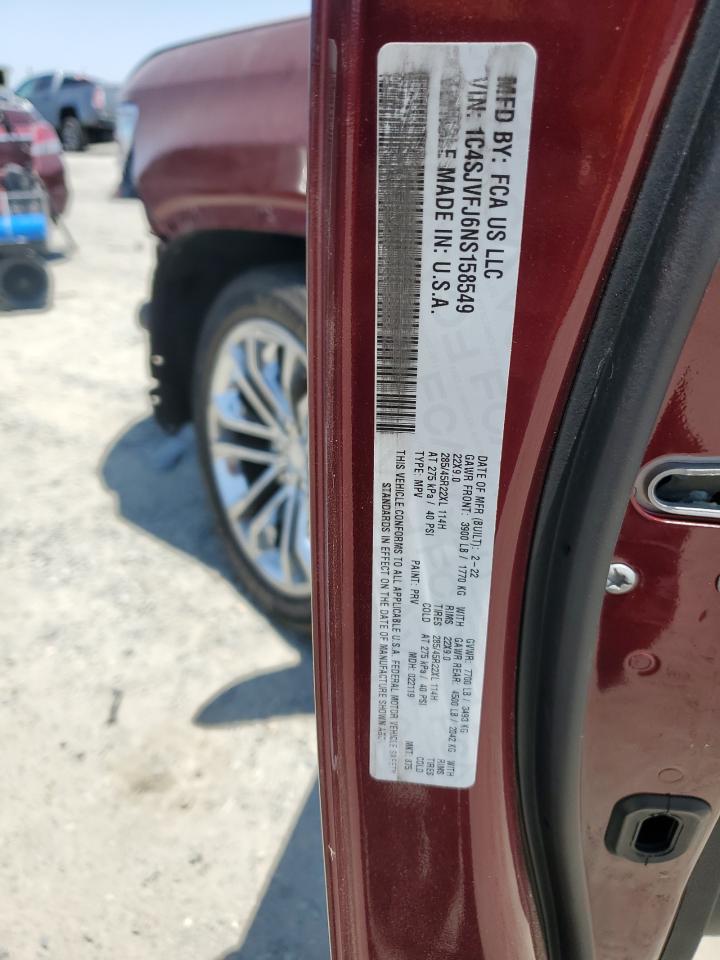 MFD BY: FCA US LLC
VIN: 1C4SJVFJ6NS158549
MADE IN: U.S.A.
DATE OF MFR (BUILT): 2-22 GVWR: 7700 LB / 3493 KG
GAWR FRONT: 3900 LB / 1770 KG WITH GAWR REAR: 4500 LB / 2042 KG
22X9.0 RIMS 22X9.0 RIMS
285/45R22XL 114H TIRES 285/45R22XL 114H TIRES
AT 275 kPa / 40 PSI COLD AT 275 kPa / 40 PSI COLD
TYPE: MPV PAINT: PRV MDH: 022119 MKT:
THIS VEHICLE CONFORMS TO ALL APPLICABLE U.S.A. FEDERAL MOTOR VEHICLE SAFETY
STANDARDS IN EFFECT ON THE DATE OF MANUFACTURE SHOWN ABOVE